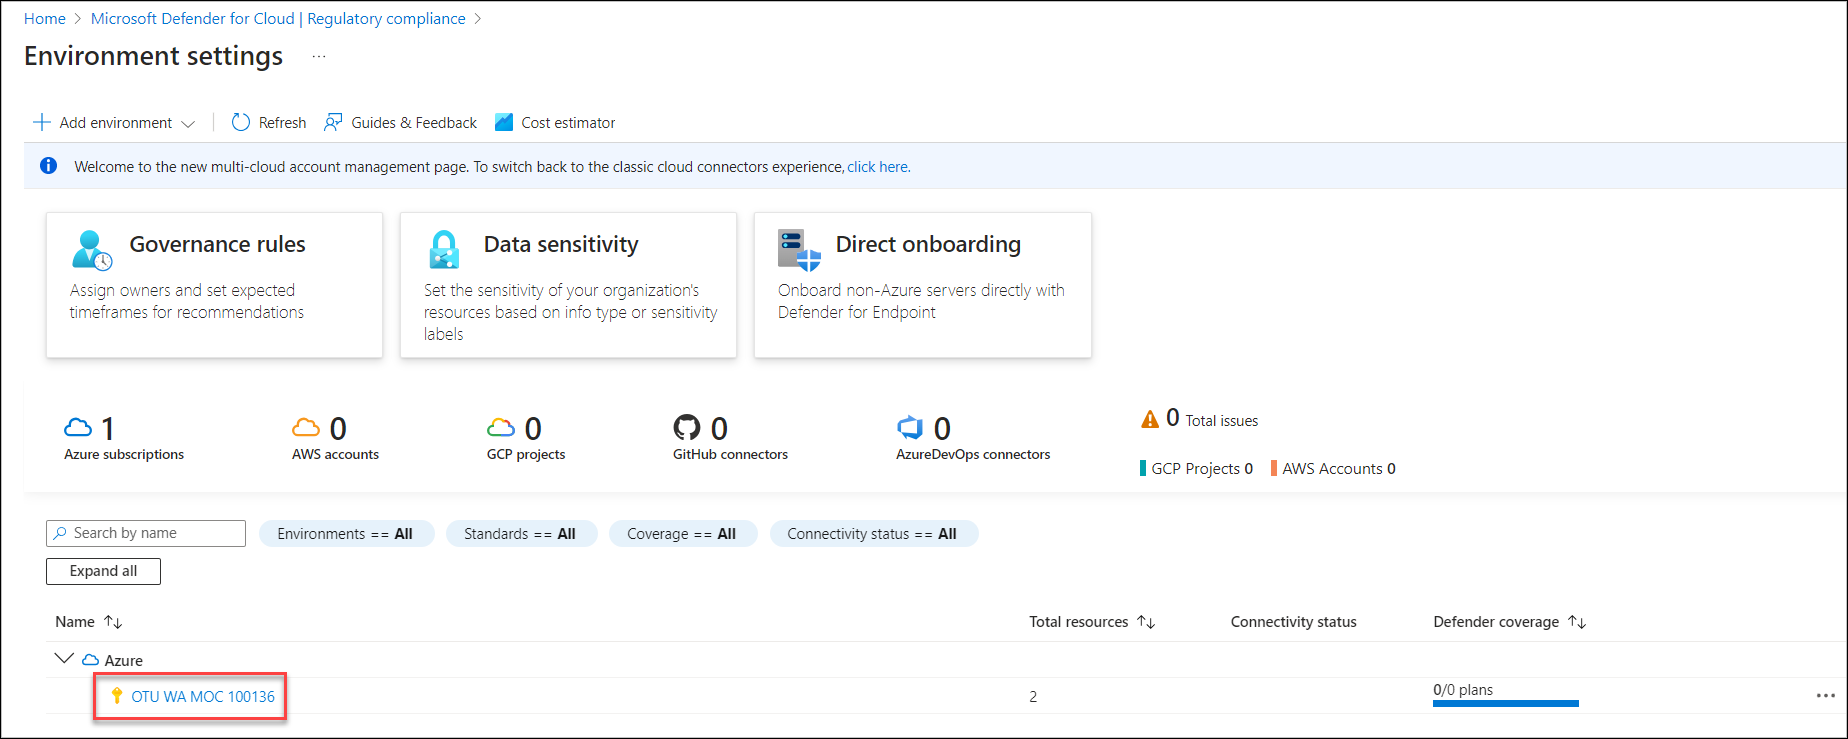 Home > Microsoft Defender for Cloud | Regulatory compliance >
Environment settings ...
Add environment
Refresh
Guides & Feedback
Cost estimator
Welcome to the new multi-cloud account management page. To switch back to the classic cloud connectors experience, click here.
Governance rules
Assign owners and set expected
timeframes for recommendations
Data sensitivity
Set the sensitivity of your organization's
resources based on info type or sensitivity
labels
Direct onboarding
Onboard non-Azure servers directly with
Defender for Endpoint
1
Azure subscriptions
0
AWS accounts
0
GCP projects
0
GitHub connectors
0
AzureDevOps connectors
0 Total issues
GCP Projects 0
AWS Accounts 0
Search by name
Environments == All
Standards == All
Coverage == All
Connectivity status == All
Expand all
Name ↑↓
Total resources ↑↓
Connectivity status
Defender coverage ↑↓
Azure
OTU WA MOC 100136
2
0/0 plans
...